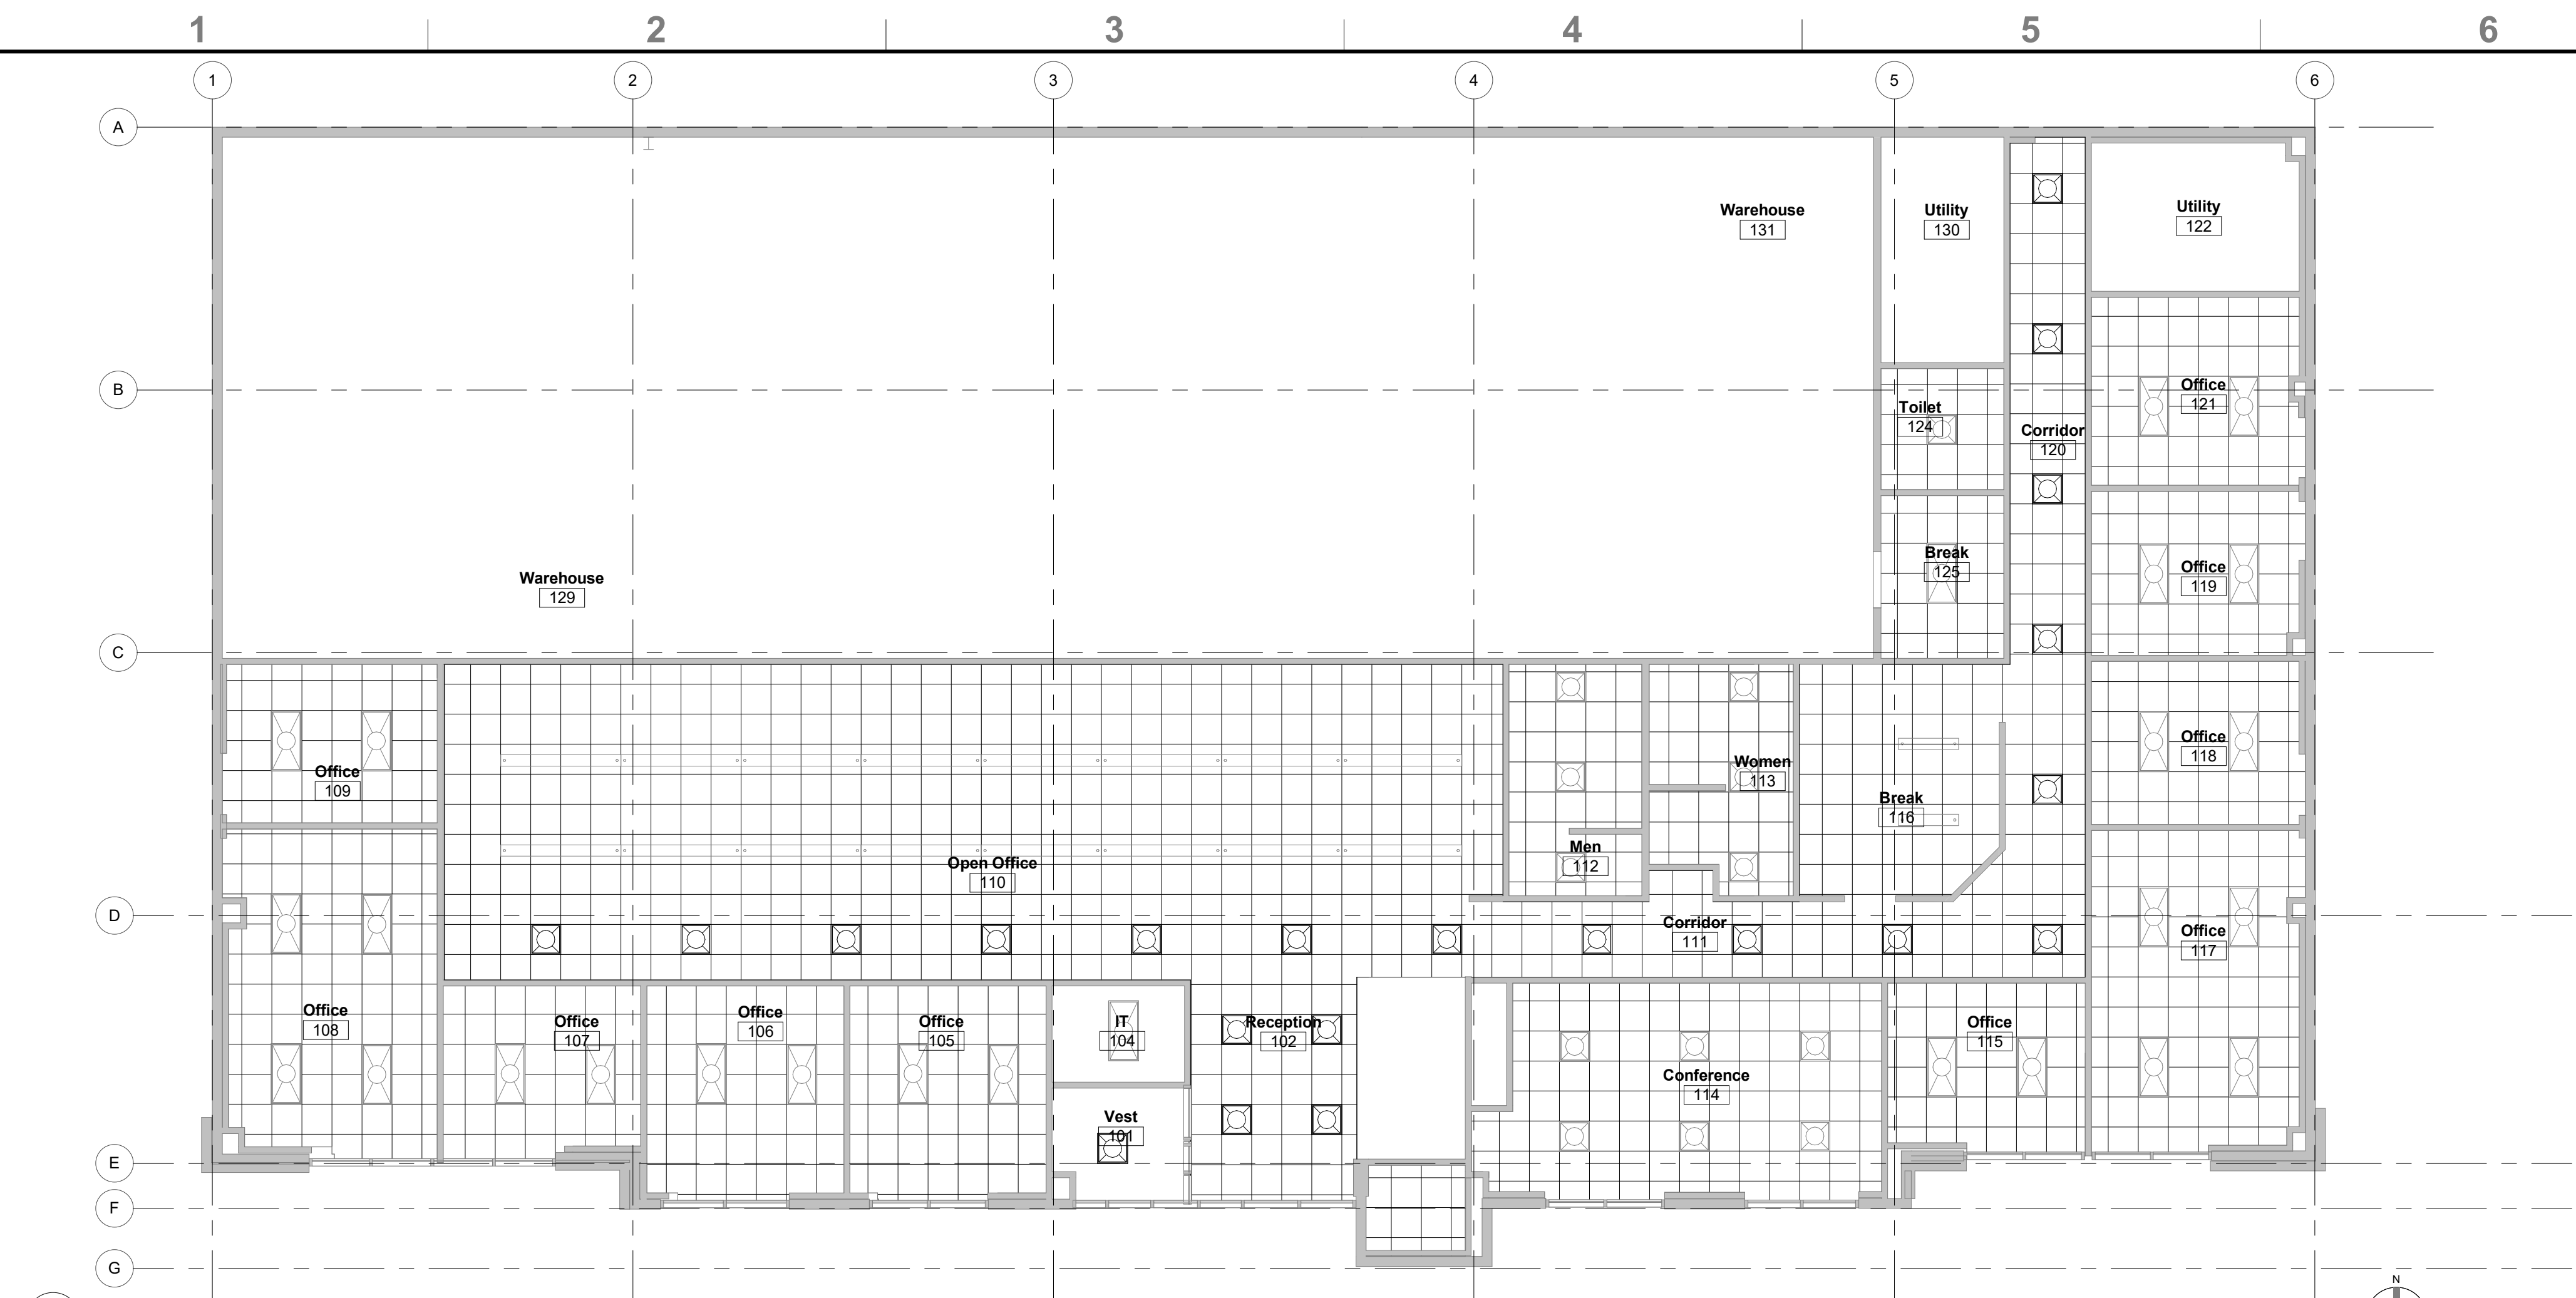 1 2 3 4 5 6
1 2 3 4 5 6
A
Warehouse
131
Utility
130
Utility
122
B
Office
121
Toilet
124
Corridor
120
Break
125
Office
119
Warehouse
129
C
Office
118
Women
113
Office
109
Break
116
Men
112
Open Office
110
D
Corridor
111
Office
117
Office
108
Office
107
Office
106
Office
105
IT
104
Reception
102
Office
115
Conference
114
Vest
101
E
F
G
N